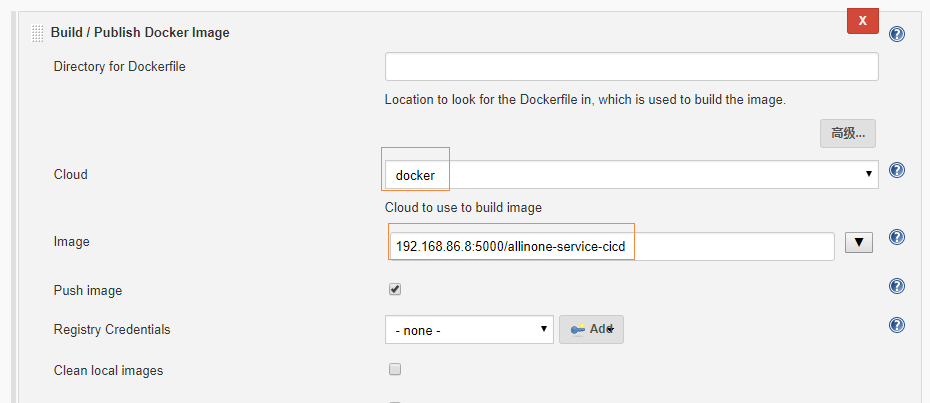 Build / Publish Docker Image
X
Directory for Dockerfile
Location to look for the Dockerfile in, which is used to build the image.
高级...
Cloud
docker
Cloud to use to build image
Image
192.168.86.8:5000/allinone-service-cicd
Push image
Registry Credentials
- none -
Add
Clean local images